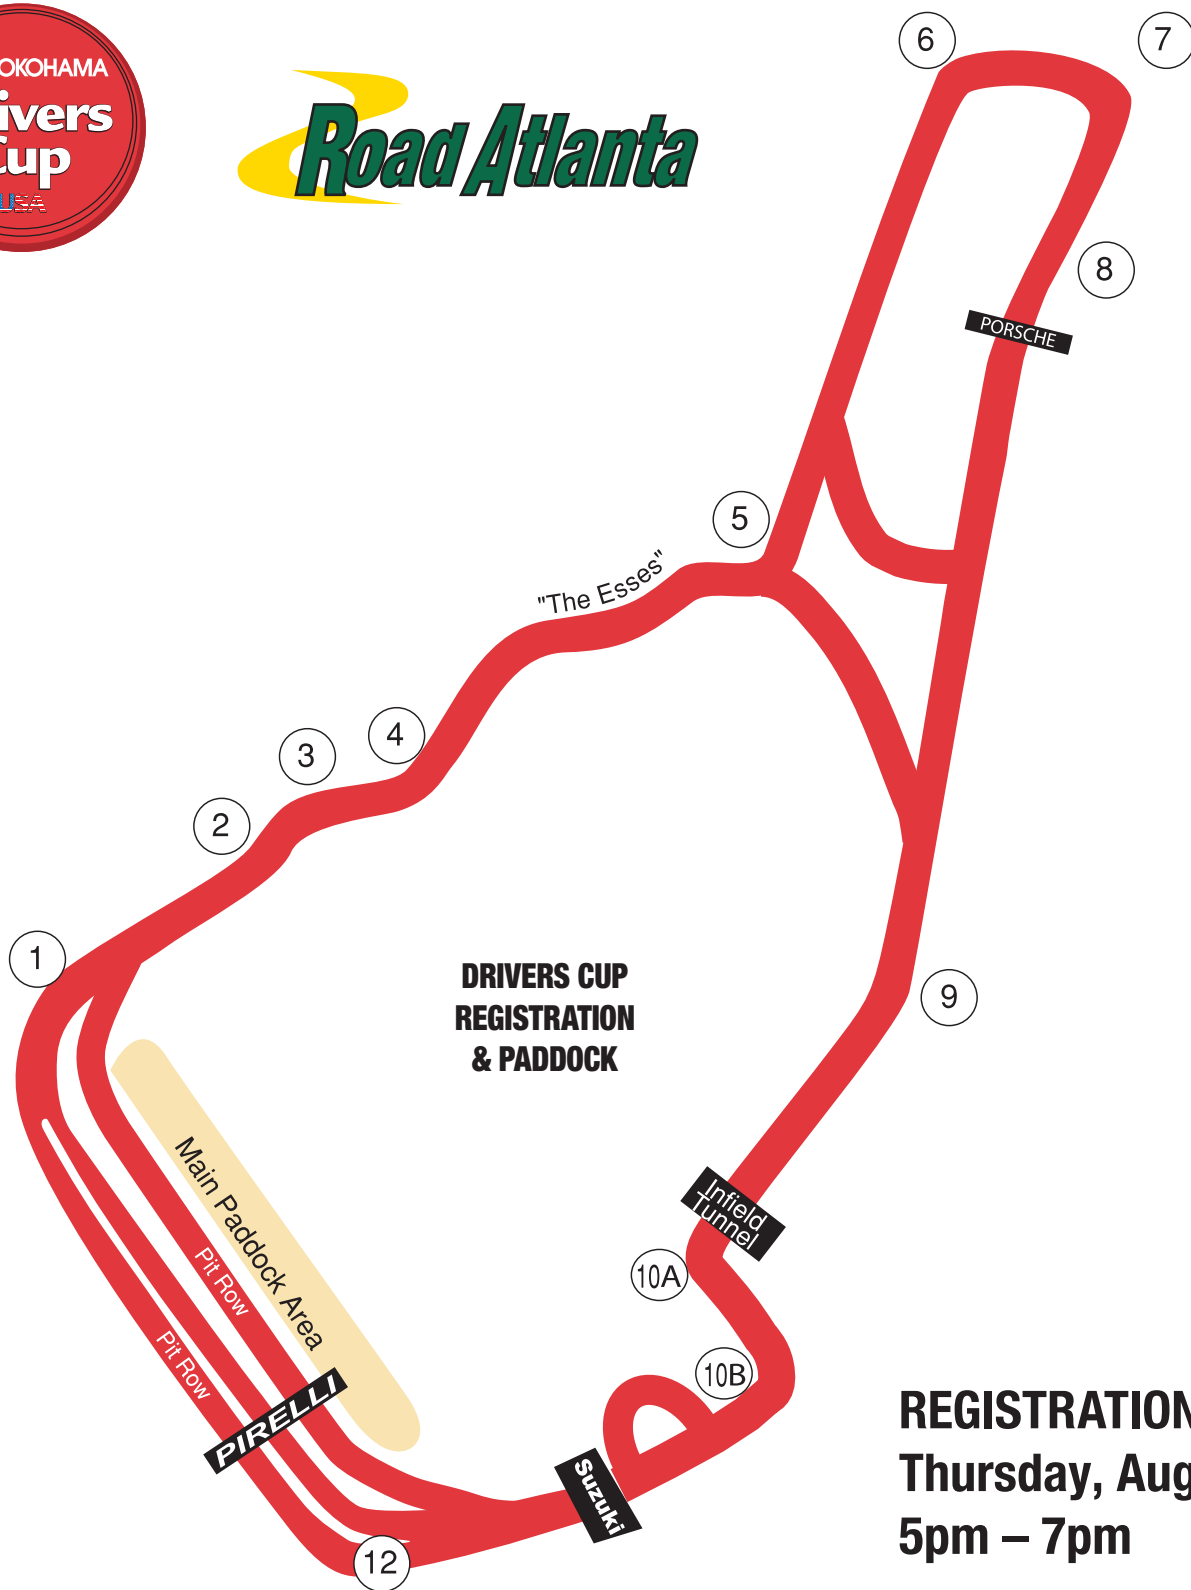 OKOHAMA
ivers
up
USA
Road Atlanta
6
7
8
PORSCHE
5
"The Esses"
4
3
2
1
DRIVERS CUP
REGISTRATION
& PADDOCK
9
Main Paddock Area
Pit Row
Pit Row
Infield
Tunnel
10A
10B
PIRELLI
Suzuki
12
REGISTRATION
Thursday, Aug
5pm – 7pm